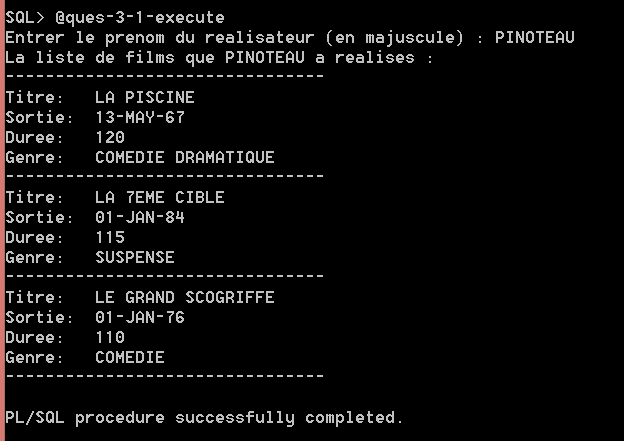 SQL> @ques-3-1-execute
Entrer le prenom du realisateur (en majuscule) : PINOTEAU
La liste de films que PINOTEAU a realises :
--------------------------------
Titre:   LA PISCINE
Sortie:  13-MAY-67
Duree:   120
Genre:   COMEDIE DRAMATIQUE
--------------------------------
Titre:   LA 7EME CIBLE
Sortie:  01-JAN-84
Duree:   115
Genre:   SUSPENSE
--------------------------------
Titre:   LE GRAND SCOGRIFFE
Sortie:  01-JAN-76
Duree:   110
Genre:   COMEDIE
--------------------------------
PL/SQL procedure successfully completed.